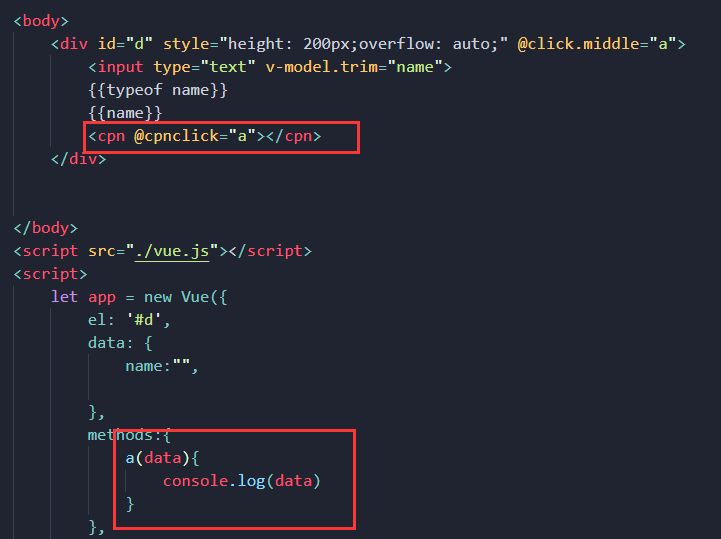 <body>
<div id="d" style="height: 200px;overflow: auto;" @click.middle="a">
<input type="text" v-model.trim="name">
{{typeof name}}
{{name}}
<cpn @cpnclick="a"></cpn>
</div>
</body>
<script src="./vue.js"></script>
<script>
let app = new Vue({
el: '#d',
data: {
name:"",
},
methods:{
a(data){
console.log(data)
}
},